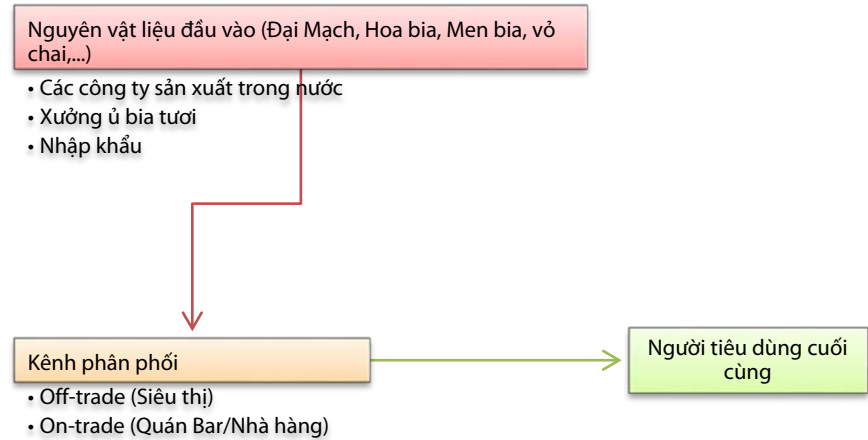 Nguyên vật liệu đầu vào (Đại Mạch, Hoa bia, Men bia, vỏ
chai,...)
• Các công ty sản xuất trong nước
• Xưởng ủ bia tươi
• Nhập khẩu
Kênh phân phối
• Off-trade (Siêu thị)
• On-trade (Quán Bar/Nhà hàng)
Người tiêu dùng cuối
cùng